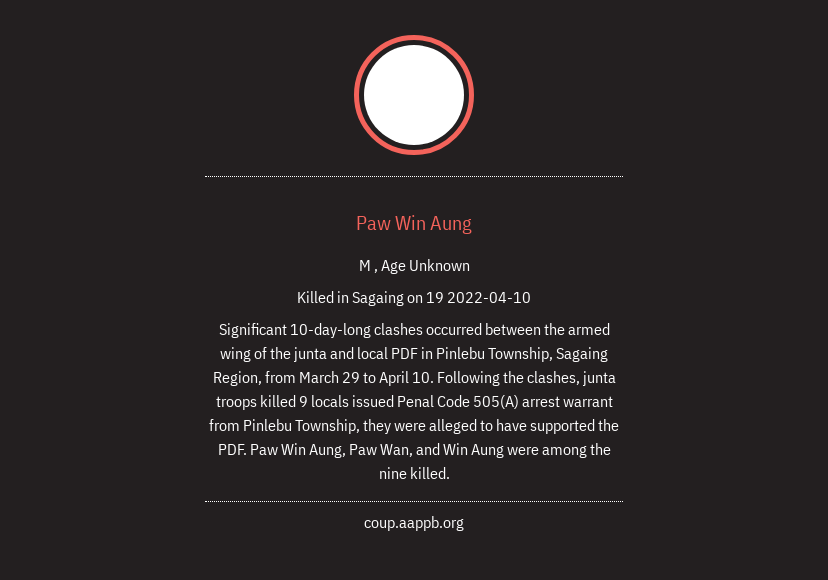 Paw Win Aung
M , Age Unknown
Killed in Sagaing on 19 2022-04-10
Significant 10-day-long clashes occurred between the armed
wing of the junta and local PDF in Pinlebu Township, Sagaing
Region, from March 29 to April 10. Following the clashes, junta
troops killed 9 locals issued Penal Code 505(A) arrest warrant
from Pinlebu Township, they were alleged to have supported the
PDF. Paw Win Aung, Paw Wan, and Win Aung were among the
nine killed.
coup.aappb.org